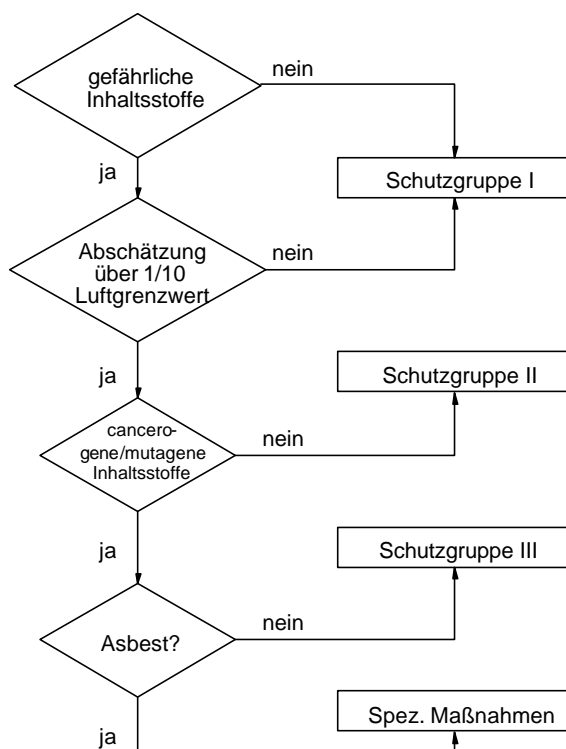 gefährliche
Inhaltsstoffe
nein
ja
Schutzgruppe I
Abschätzung
über 1/10
Luftgrenzwert
nein
ja
Schutzgruppe II
cancero-
gene/mutagene
Inhaltsstoffe
nein
ja
Schutzgruppe III
Asbest?
nein
ja
Spez. Maßnahmen